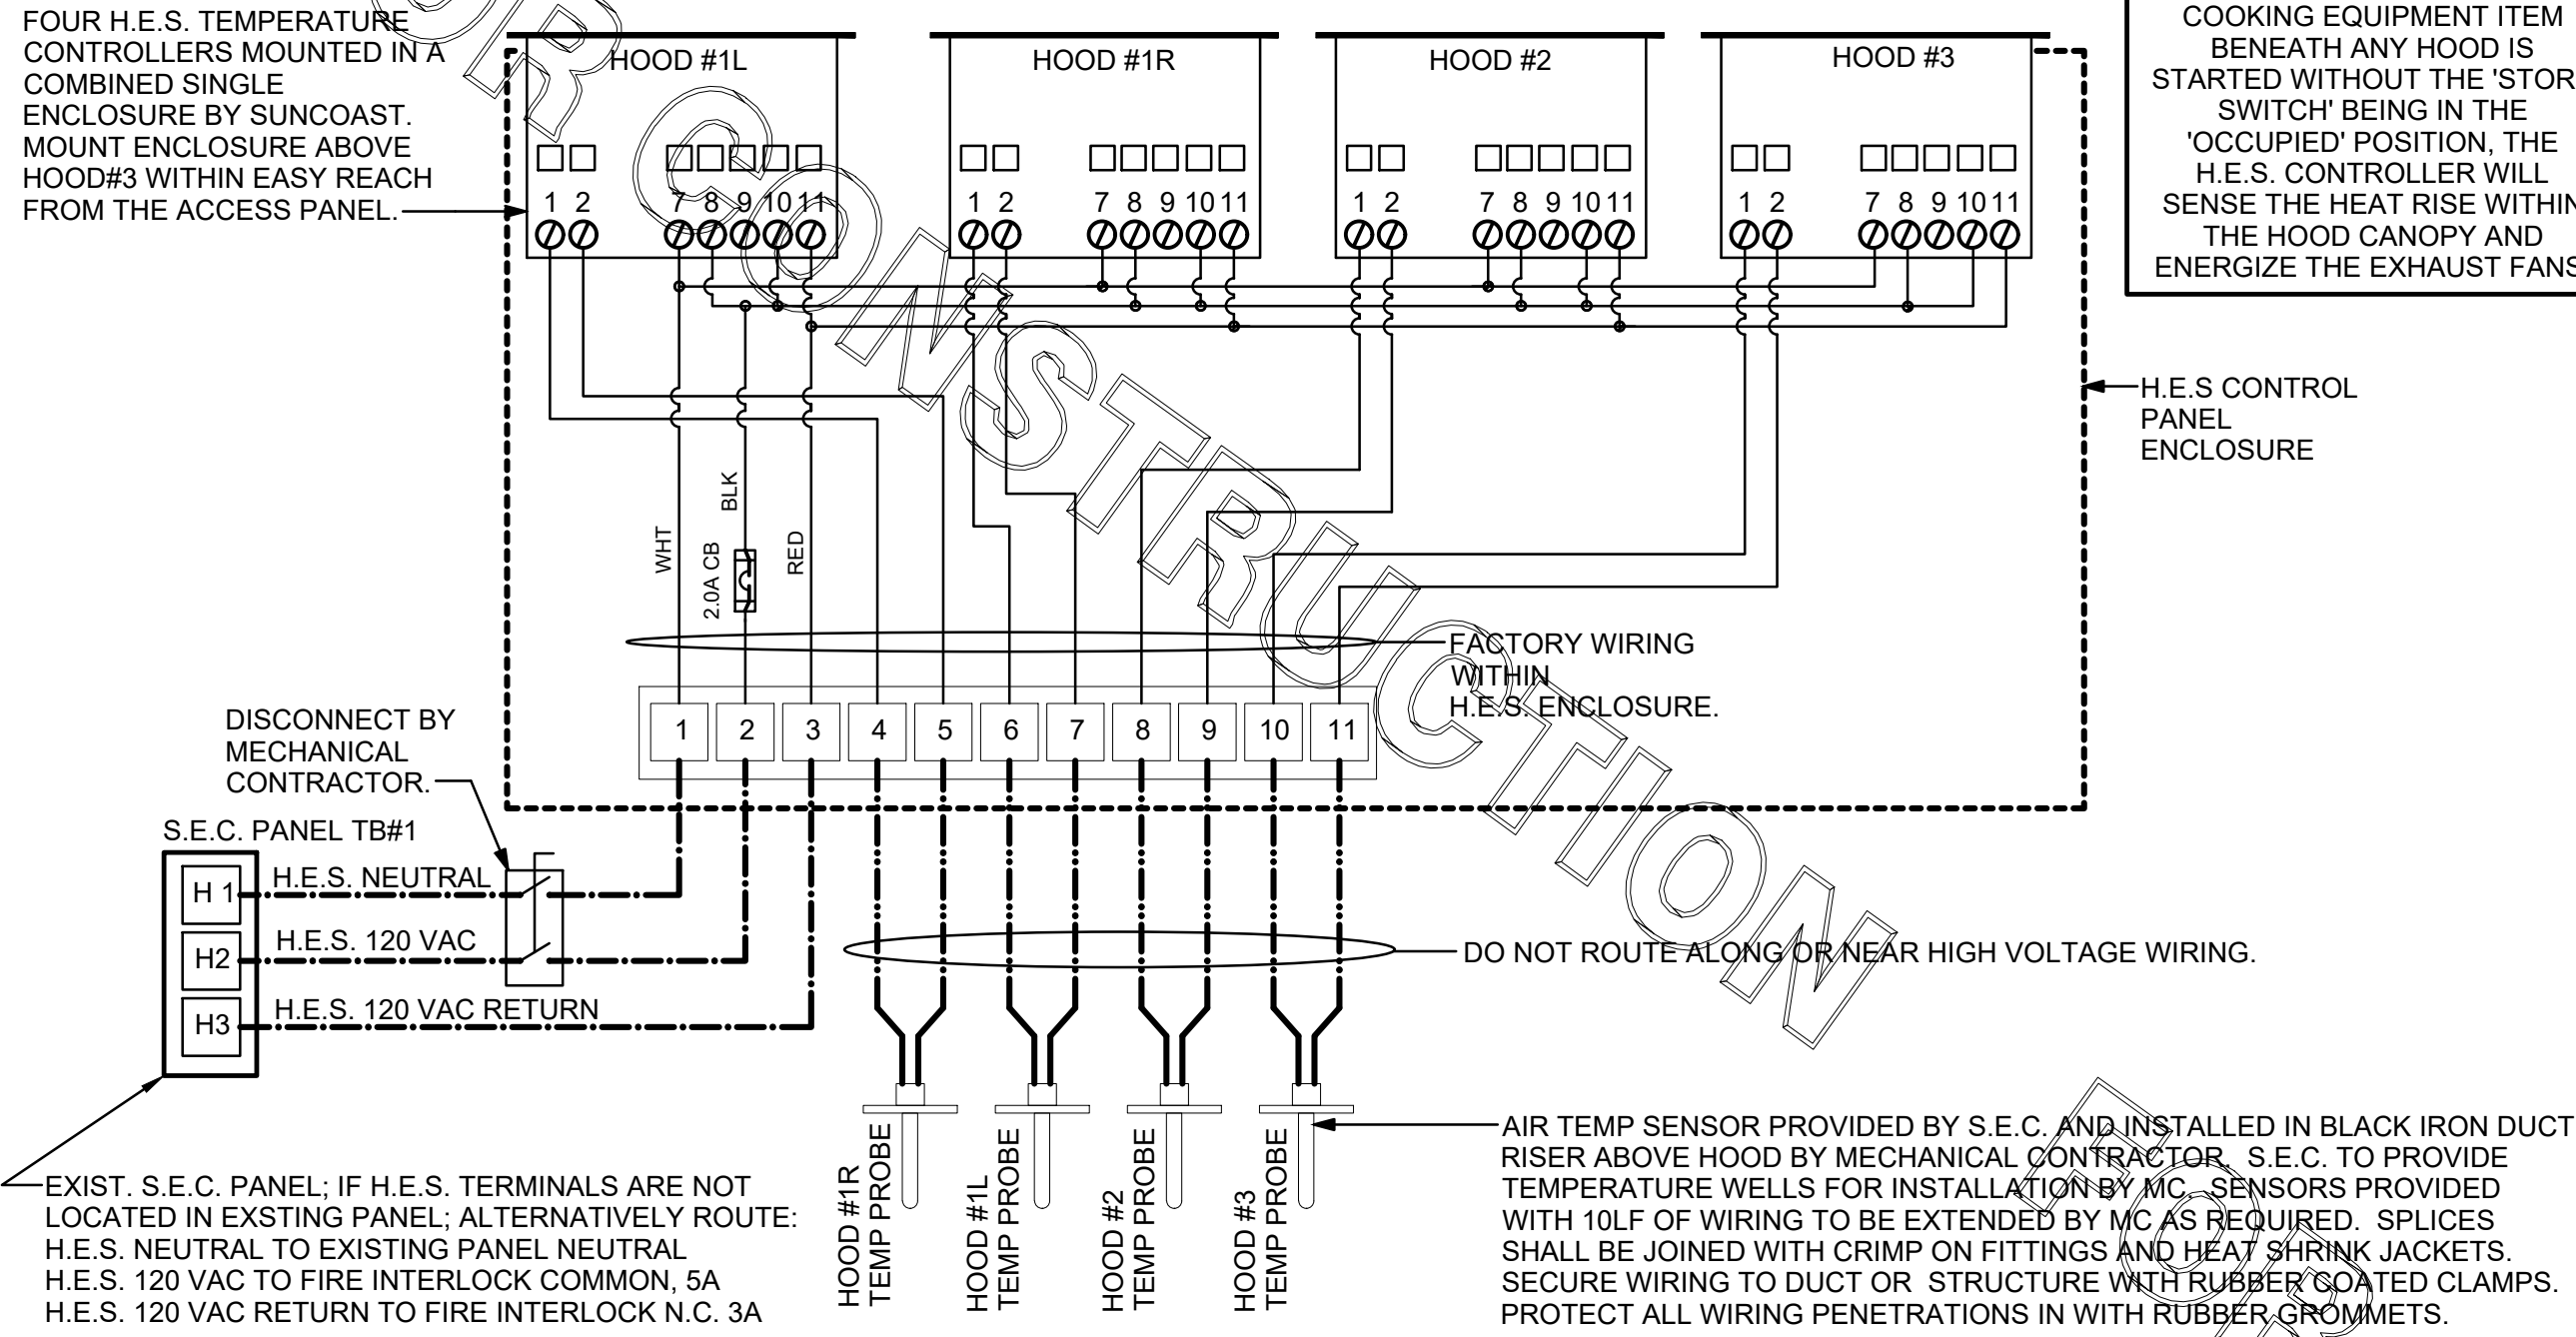 FOUR H.E.S. TEMPERATURE
CONTROLLERS MOUNTED IN A
COMBINED SINGLE
ENCLOSURE BY SUNCOAST.
MOUNT ENCLOSURE ABOVE
HOOD#3 WITHIN EASY REACH
FROM THE ACCESS PANEL.
HOOD #1L
1 2 7 8 9 10 11
HOOD #1R
1 2 7 8 9 10 11
HOOD #2
1 2 7 8 9 10 11
HOOD #3
1 2 7 8 9 10 11
COOKING EQUIPMENT ITEM
BENEATH ANY HOOD IS
STARTED WITHOUT THE 'STOR
SWITCH' BEING IN THE
'OCCUPIED' POSITION, THE
H.E.S. CONTROLLER WILL
SENSE THE HEAT RISE WITHIN
THE HOOD CANOPY AND
ENERGIZE THE EXHAUST FANS
H.E.S CONTROL
PANEL
ENCLOSURE
WHT
2.0A CB
BLK
RED
FACTORY WIRING
WITHIN
H.E.S. ENCLOSURE.
1 2 3 4 5 6 7 8 9 10 11
DISCONNECT BY
MECHANICAL
CONTRACTOR.
S.E.C. PANEL TB#1
H 1 H.E.S. NEUTRAL
H2 H.E.S. 120 VAC
H3 H.E.S. 120 VAC RETURN
DO NOT ROUTE ALONG OR NEAR HIGH VOLTAGE WIRING.
HOOD #1R
TEMP PROBE
HOOD #1L
TEMP PROBE
HOOD #2
TEMP PROBE
HOOD #3
TEMP PROBE
EXIST. S.E.C. PANEL; IF H.E.S. TERMINALS ARE NOT
LOCATED IN EXSTING PANEL; ALTERNATIVELY ROUTE:
H.E.S. NEUTRAL TO EXISTING PANEL NEUTRAL
H.E.S. 120 VAC TO FIRE INTERLOCK COMMON, 5A
H.E.S. 120 VAC RETURN TO FIRE INTERLOCK N.C. 3A
AIR TEMP SENSOR PROVIDED BY S.E.C. AND INSTALLED IN BLACK IRON DUCT
RISER ABOVE HOOD BY MECHANICAL CONTRACTOR. S.E.C. TO PROVIDE
TEMPERATURE WELLS FOR INSTALLATION BY MC. SENSORS PROVIDED
WITH 10LF OF WIRING TO BE EXTENDED BY MC AS REQUIRED. SPLICES
SHALL BE JOINED WITH CRIMP ON FITTINGS AND HEAT SHRINK JACKETS.
SECURE WIRING TO DUCT OR STRUCTURE WITH RUBBER COATED CLAMPS.
PROTECT ALL WIRING PENETRATIONS IN WITH RUBBER GROMMETS.
OR CONSTRUCTION
FOR